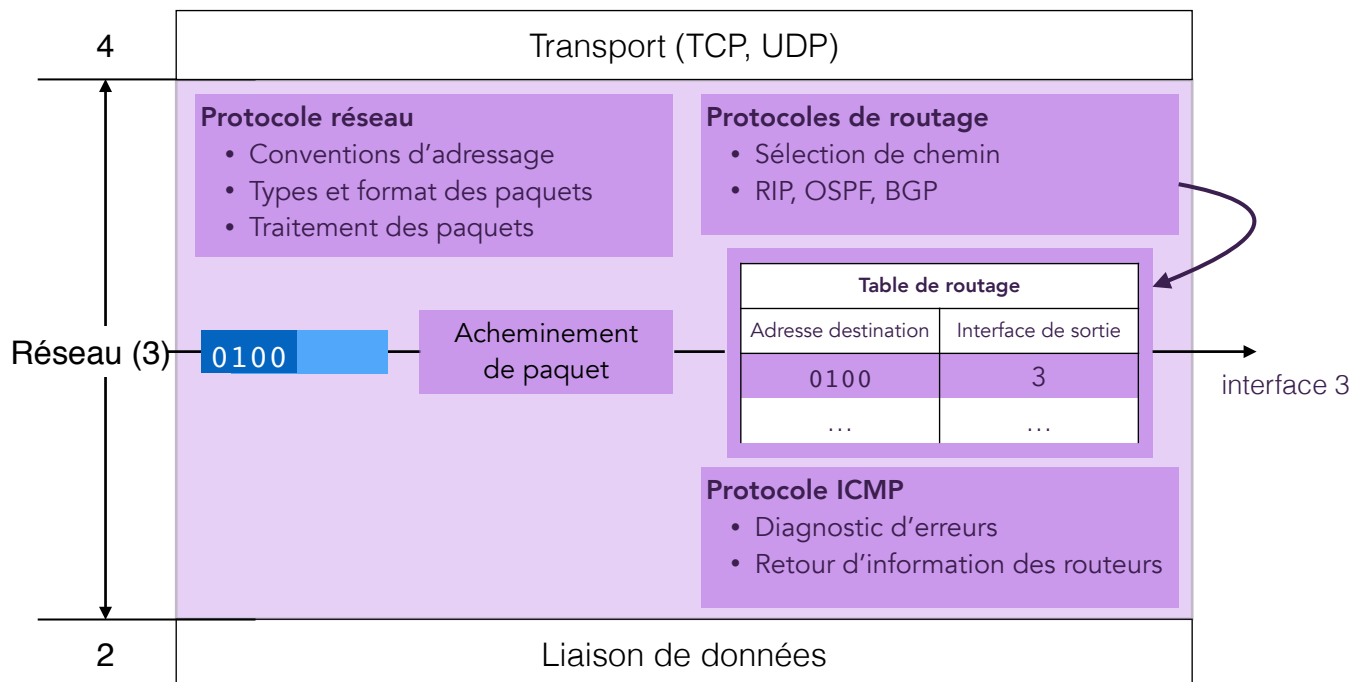 4
Transport (TCP, UDP)
Protocole réseau
• Conventions d’adressage
• Types et format des paquets
• Traitement des paquets
Protocoles de routage
• Sélection de chemin
• RIP, OSPF, BGP
Réseau (3)
0100
Acheminement
de paquet
Table de routage
Adresse destination Interface de sortie
0100 3
... ...
interface 3
Protocole ICMP
• Diagnostic d’erreurs
• Retour d’information des routeurs
2
Liaison de données